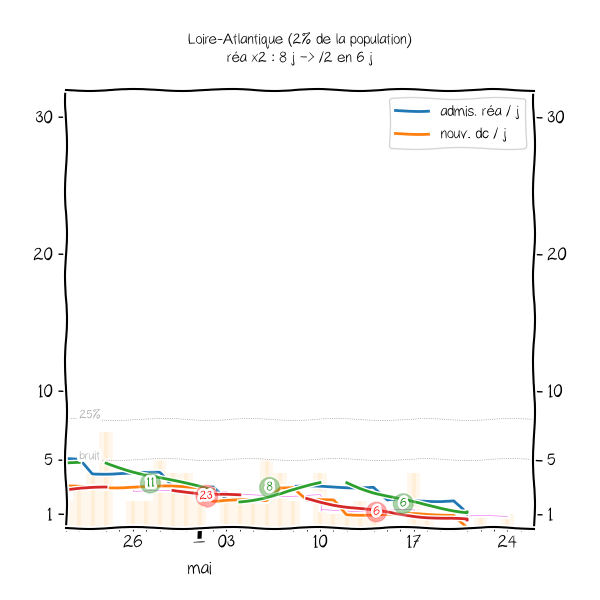 Loire-Atlantique (2% de la population)
réa x2 : 8 j -> /2 en 6 j
30 30
admis. réa / j
nouv. dc / j
20 20
10 10
25%
5 bruit 5
11 23 8 6 6
1 1
26 1 03 10 17 24
mai